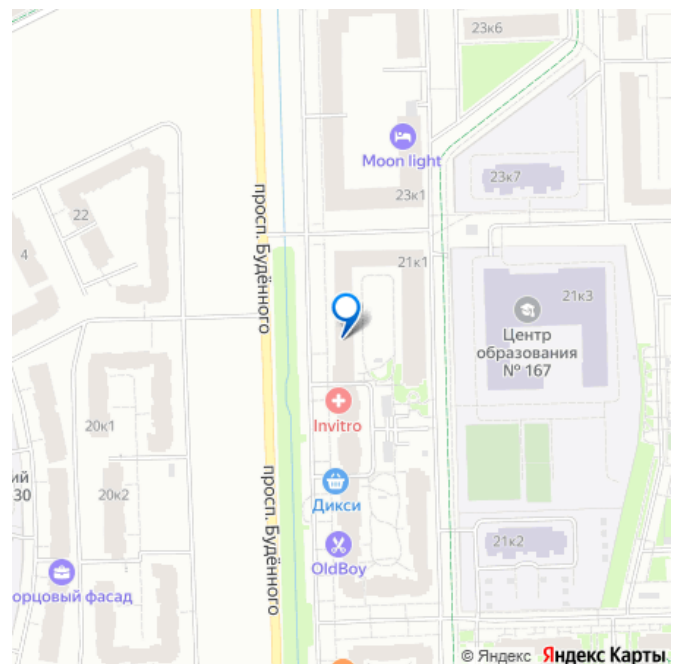 23к6
Moon light
23к7
23к1
просп. Будённого
22
4
21к1
21к3
Центр
образования
№ 167
Invitro
20к1
ий
30
20к2
просп. Будённого
Дикси
OldBoy
21к2
орцовый фасад
© Яндекс Яндекс Карты